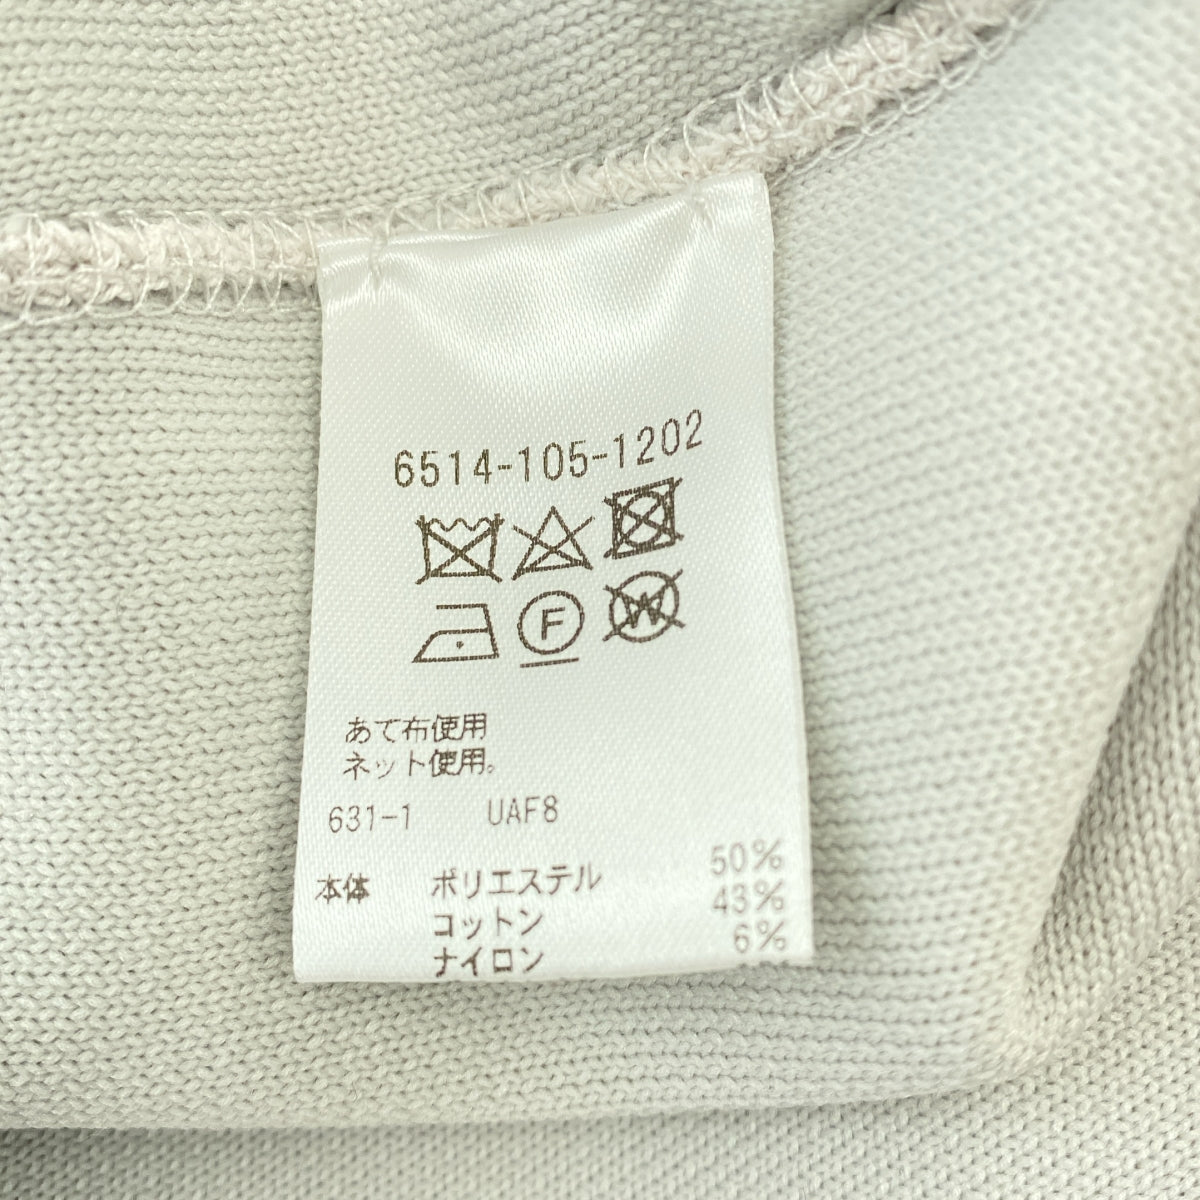 6514-105-1202
F W
あて布使用
ネット使用。
631-1 UAF8
本体 ポリエステル 50%
コットン 43%
ナイロン 6%